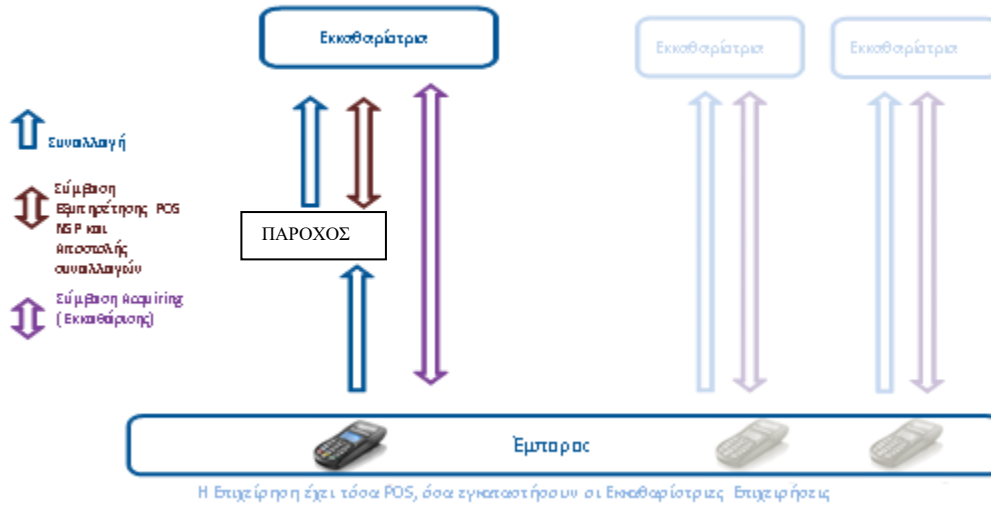 Εκκαθαρίστρια
Εκκαθαρίστρια
Εκκαθαρίστρια
Συναλλαγή
Σύμβαση
Εξυπηρέτησης POS
NSP και
Αποστολής
συναλλαγών
ΠΑΡΟΧΟΣ
Σύμβαση Acquiring
(Εκκαθάρισης)
Έμπορας
Η Επιχείρηση έχει τόσα POS, όσα εγκαταστήσουν οι Εκκαθαρίστριες Επιχειρήσεις